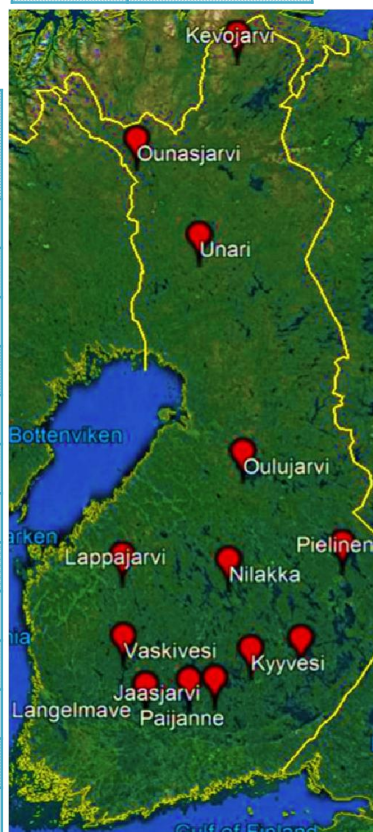 Kevojarvi
Ounasjarvi
Unari
Bottenviken
Oulujarvi
arken
Pielinen
Lappajarvi
Nilakka
nia
Vaskivesi
Kyyvesi
Jaasjarvi
Langelmave
Paijanne
Gulf of Finland